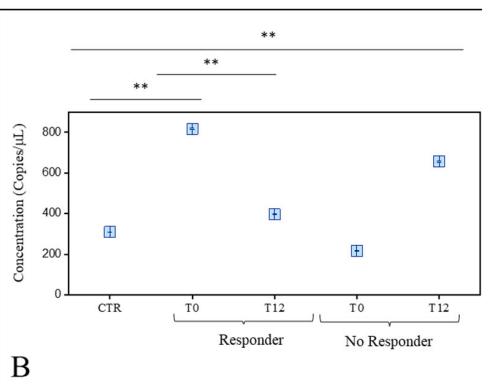 **
**
**
Concentration (Copies/μL)
800
600
400
200
0
CTR T0 T12 T0 T12
Responder No Responder
B